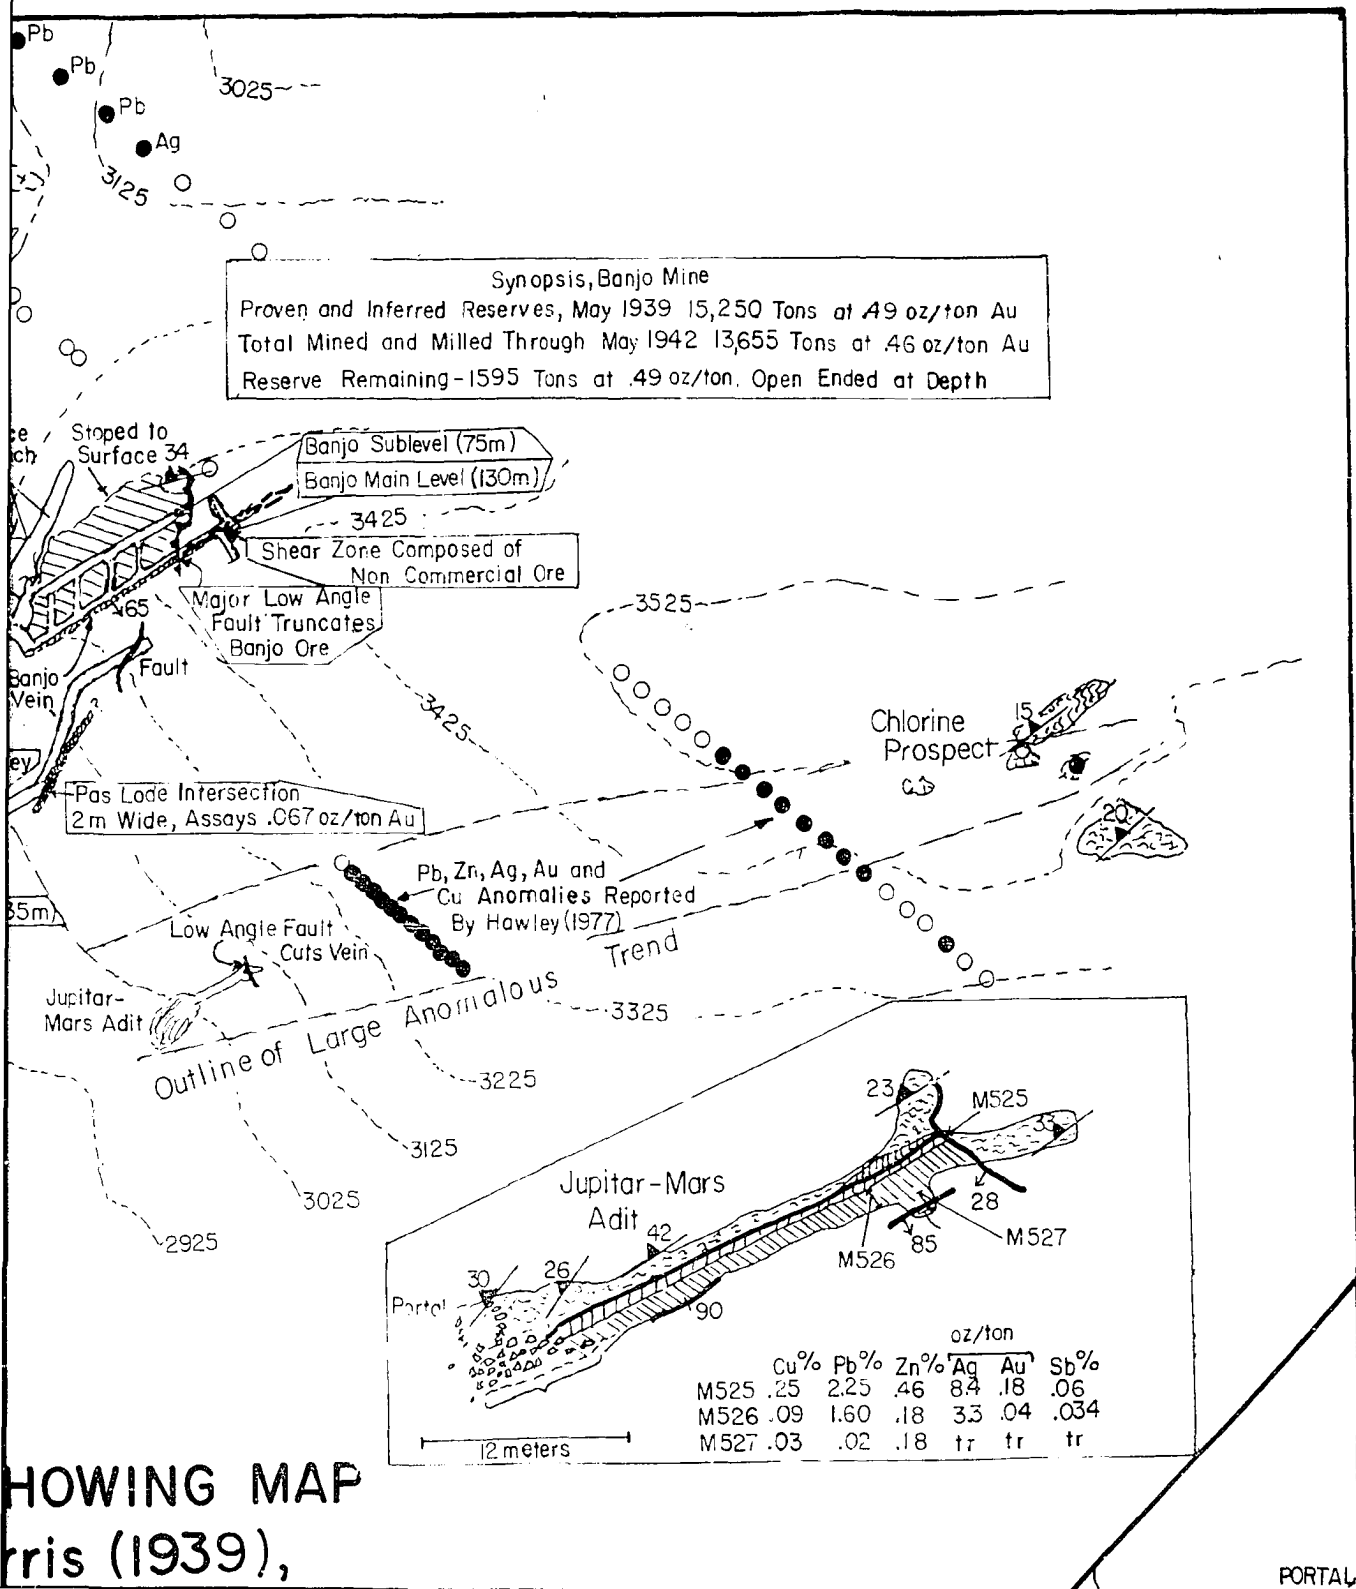 Pb
Pb
Pb
Ag
3025
3125
Synopsis, Banjo Mine
Proven and Inferred Reserves, May 1939 15,250 Tons at .49 oz/ton Au
Total Mined and Milled Through May 1942 13,655 Tons at .46 oz/ton Au
Reserve Remaining-1595 Tons at .49 oz/ton. Open Ended at Depth
ce
ch
Stoped to
Surface 34
Banjo Sublevel (75m)
Banjo Main Level (130m)
3425
Shear Zone Composed of
Non Commercial Ore
Major Low Angle
Fault Truncates
Banjo Ore
65
Banjo
Vein
Fault
3525
3425
Chlorine
Prospect
15
20
ey
Pas Lode Intersection
2m Wide, Assays .067 oz/ton Au
Pb, Zn, Ag, Au and
Cu Anomalies Reported
By Hawley (1977)
35m)
Low Angle Fault
Cuts Vein
Jupitar-
Mars Adit
Outline of Large Anomalous Trend
3325
3225
3125
3025
2925
Jupitar-Mars
Adit
23
M525
33
28
M527
85
M526
42
26
30
Portal
90
12 meters
oz/ton
Cu% Pb% Zn% Ag Au Sb%
M525 .25 2.25 .46 8.4 .18 .06
M526 .09 1.60 .18 3.3 .04 .034
M527 .03 .02 .18 tr tr tr
HOWING MAP
rris (1939),
PORTAL